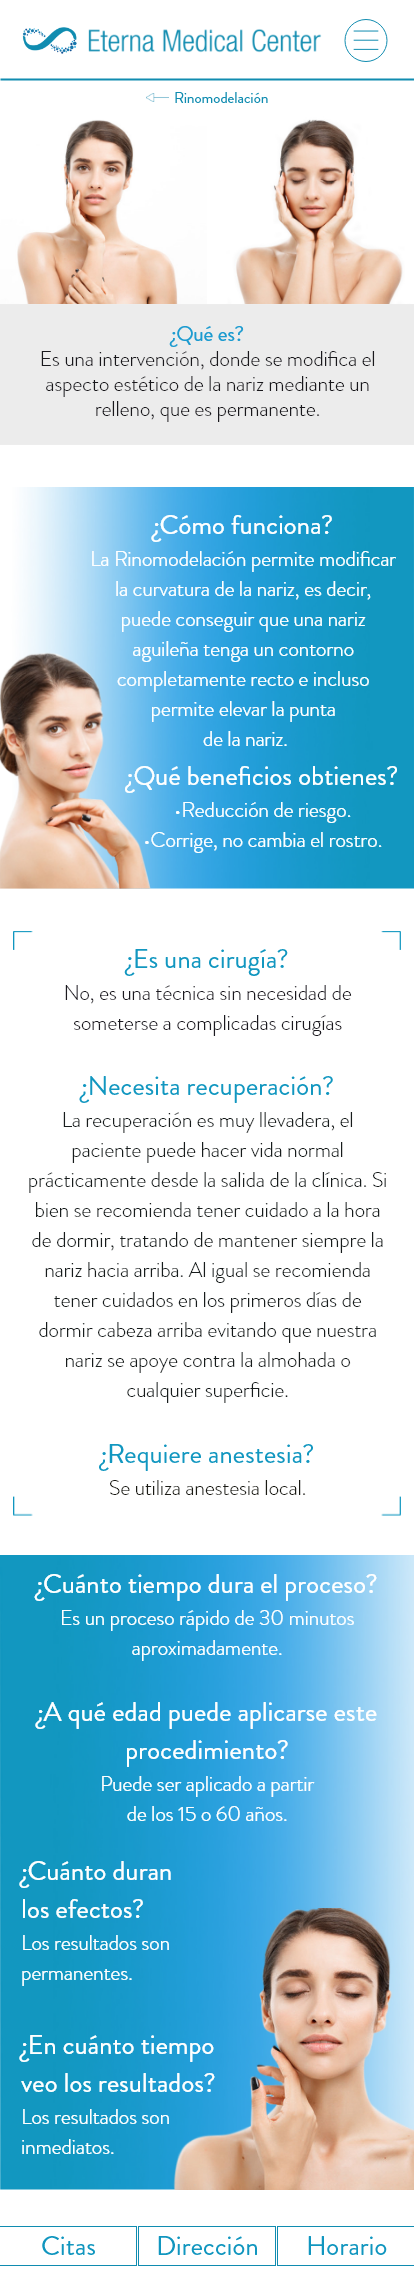 Eterna Medical Center
Rinomodelación
¿Qué es?
Es una intervención, donde se modifica el
aspecto estético de la nariz mediante un
relleno, que es permanente.
¿Cómo funciona?
La Rinomodelación permite modificar
la curvatura de la nariz, es decir,
puede conseguir que una nariz
aguileña tenga un contorno
completamente recto e incluso
permite elevar la punta
de la nariz.
¿Qué beneficios obtienes?
•Reducción de riesgo.
•Corrige, no cambia el rostro.
¿Es una cirugía?
No, es una técnica sin necesidad de
someterse a complicadas cirugías
¿Necesita recuperación?
La recuperación es muy llevadera, el
paciente puede hacer vida normal
prácticamente desde la salida de la clínica. Si
bien se recomienda tener cuidado a la hora
de dormir, tratando de mantener siempre la
nariz hacia arriba. Al igual se recomienda
tener cuidados en los primeros días de
dormir cabeza arriba evitando que nuestra
nariz se apoye contra la almohada o
cualquier superficie.
¿Requiere anestesia?
Se utiliza anestesia local.
¿Cuánto tiempo dura el proceso?
Es un proceso rápido de 30 minutos
aproximadamente.
¿A qué edad puede aplicarse este
procedimiento?
Puede ser aplicado a partir
de los 15 o 60 años.
¿Cuánto duran
los efectos?
Los resultados son
permanentes.
¿En cuánto tiempo
veo los resultados?
Los resultados son
inmediatos.
Citas
Dirección
Horario